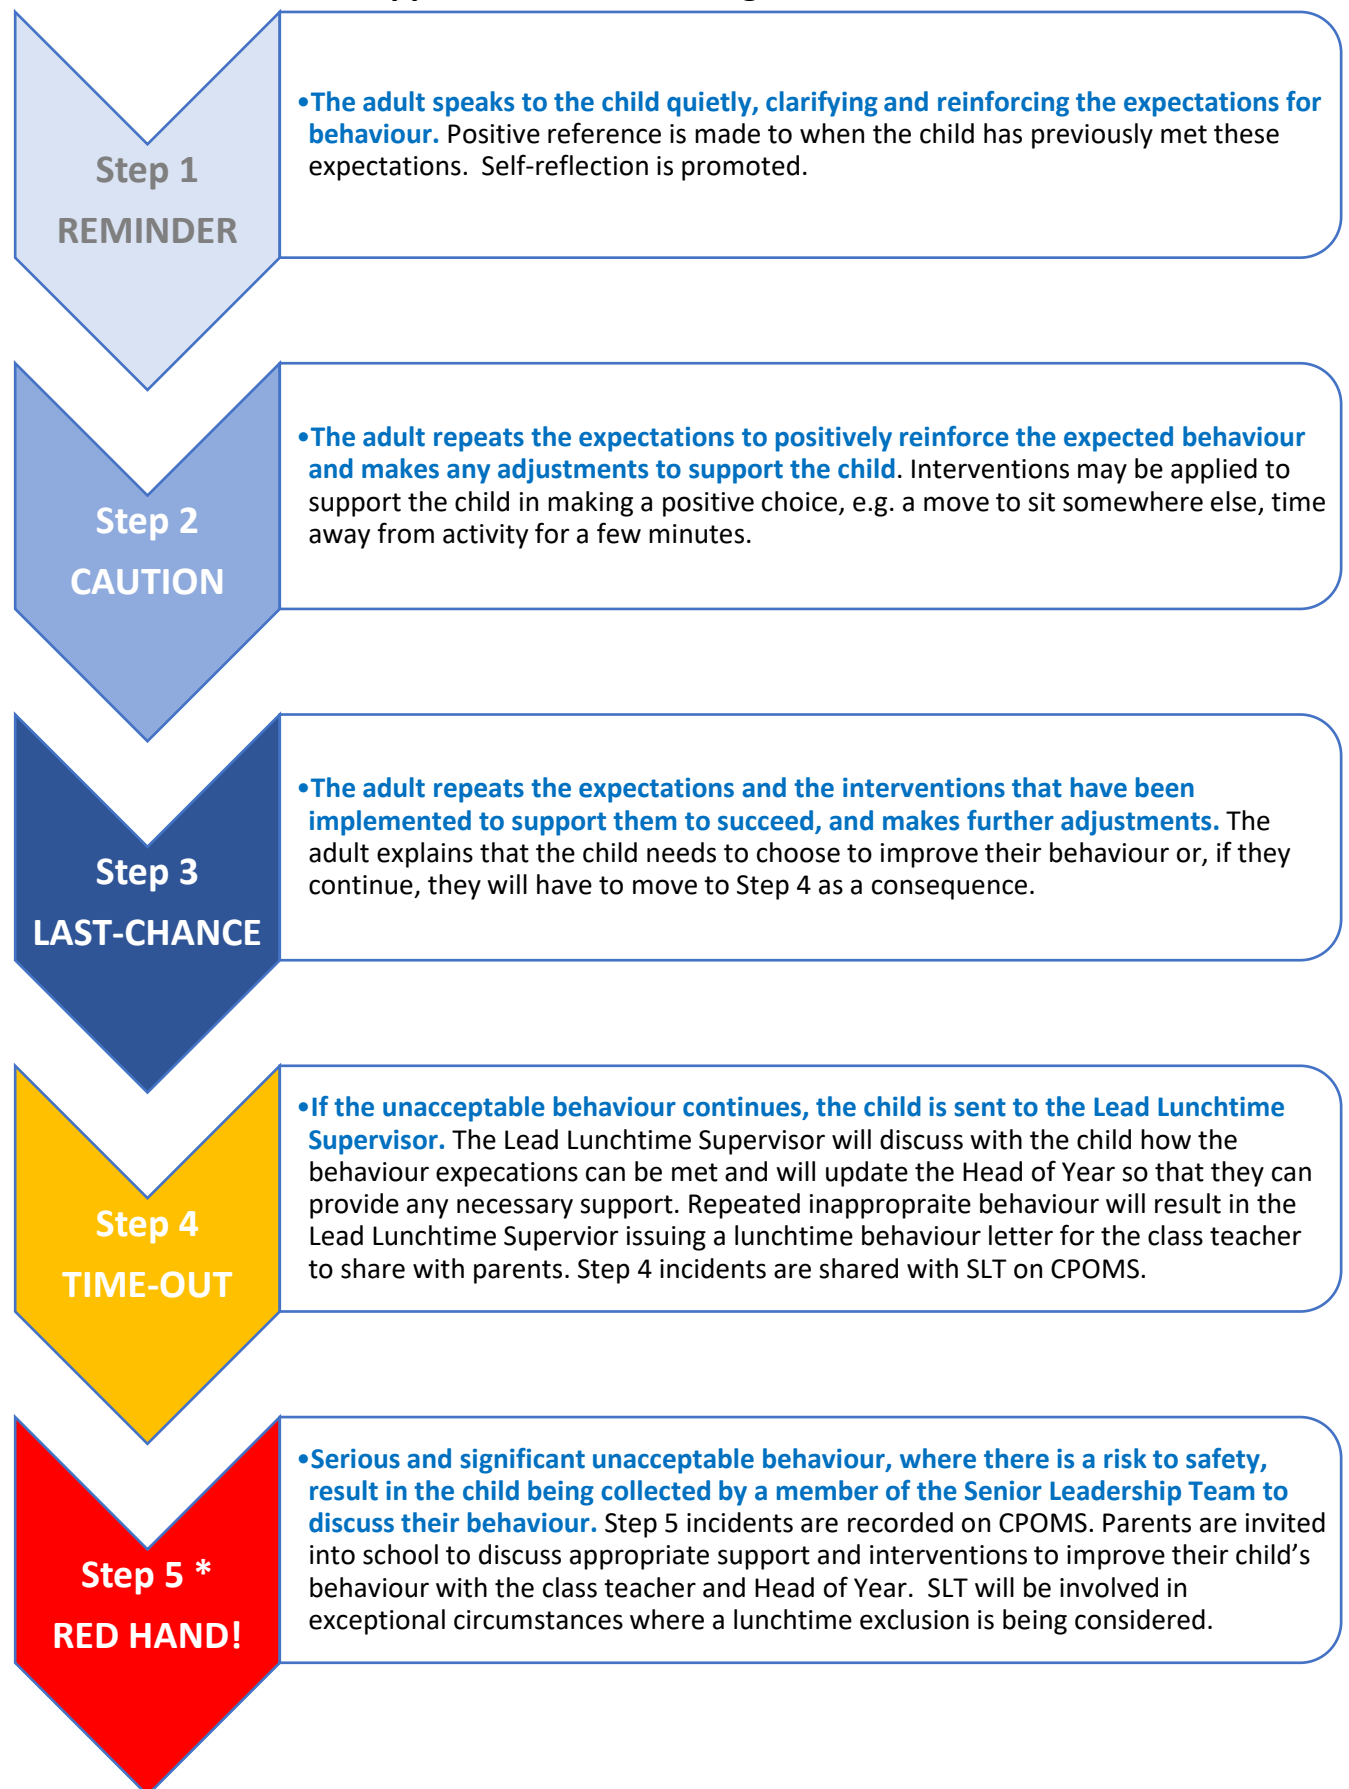 Step 1
REMINDER
•The adult speaks to the child quietly, clarifying and reinforcing the expectations for
behaviour. Positive reference is made to when the child has previously met these
expectations.  Self-reflection is promoted.
Step 2
CAUTION
•The adult repeats the expectations to positively reinforce the expected behaviour
and makes any adjustments to support the child. Interventions may be applied to
support the child in making a positive choice, e.g. a move to sit somewhere else, time
away from activity for a few minutes.
Step 3
LAST-CHANCE
•The adult repeats the expectations and the interventions that have been
implemented to support them to succeed, and makes further adjustments. The
adult explains that the child needs to choose to improve their behaviour or, if they
continue, they will have to move to Step 4 as a consequence.
Step 4
TIME-OUT
•If the unacceptable behaviour continues, the child is sent to the Lead Lunchtime
Supervisor. The Lead Lunchtime Supervisor will discuss with the child how the
behaviour expecations can be met and will update the Head of Year so that they can
provide any necessary support. Repeated inappropraite behaviour will result in the
Lead Lunchtime Supervior issuing a lunchtime behaviour letter for the class teacher
to share with parents. Step 4 incidents are shared with SLT on CPOMS.
Step 5 *
RED HAND!
•Serious and significant unacceptable behaviour, where there is a risk to safety,
result in the child being collected by a member of the Senior Leadership Team to
discuss their behaviour. Step 5 incidents are recorded on CPOMS. Parents are invited
into school to discuss appropriate support and interventions to improve their child's
behaviour with the class teacher and Head of Year.  SLT will be involved in
exceptional circumstances where a lunchtime exclusion is being considered.